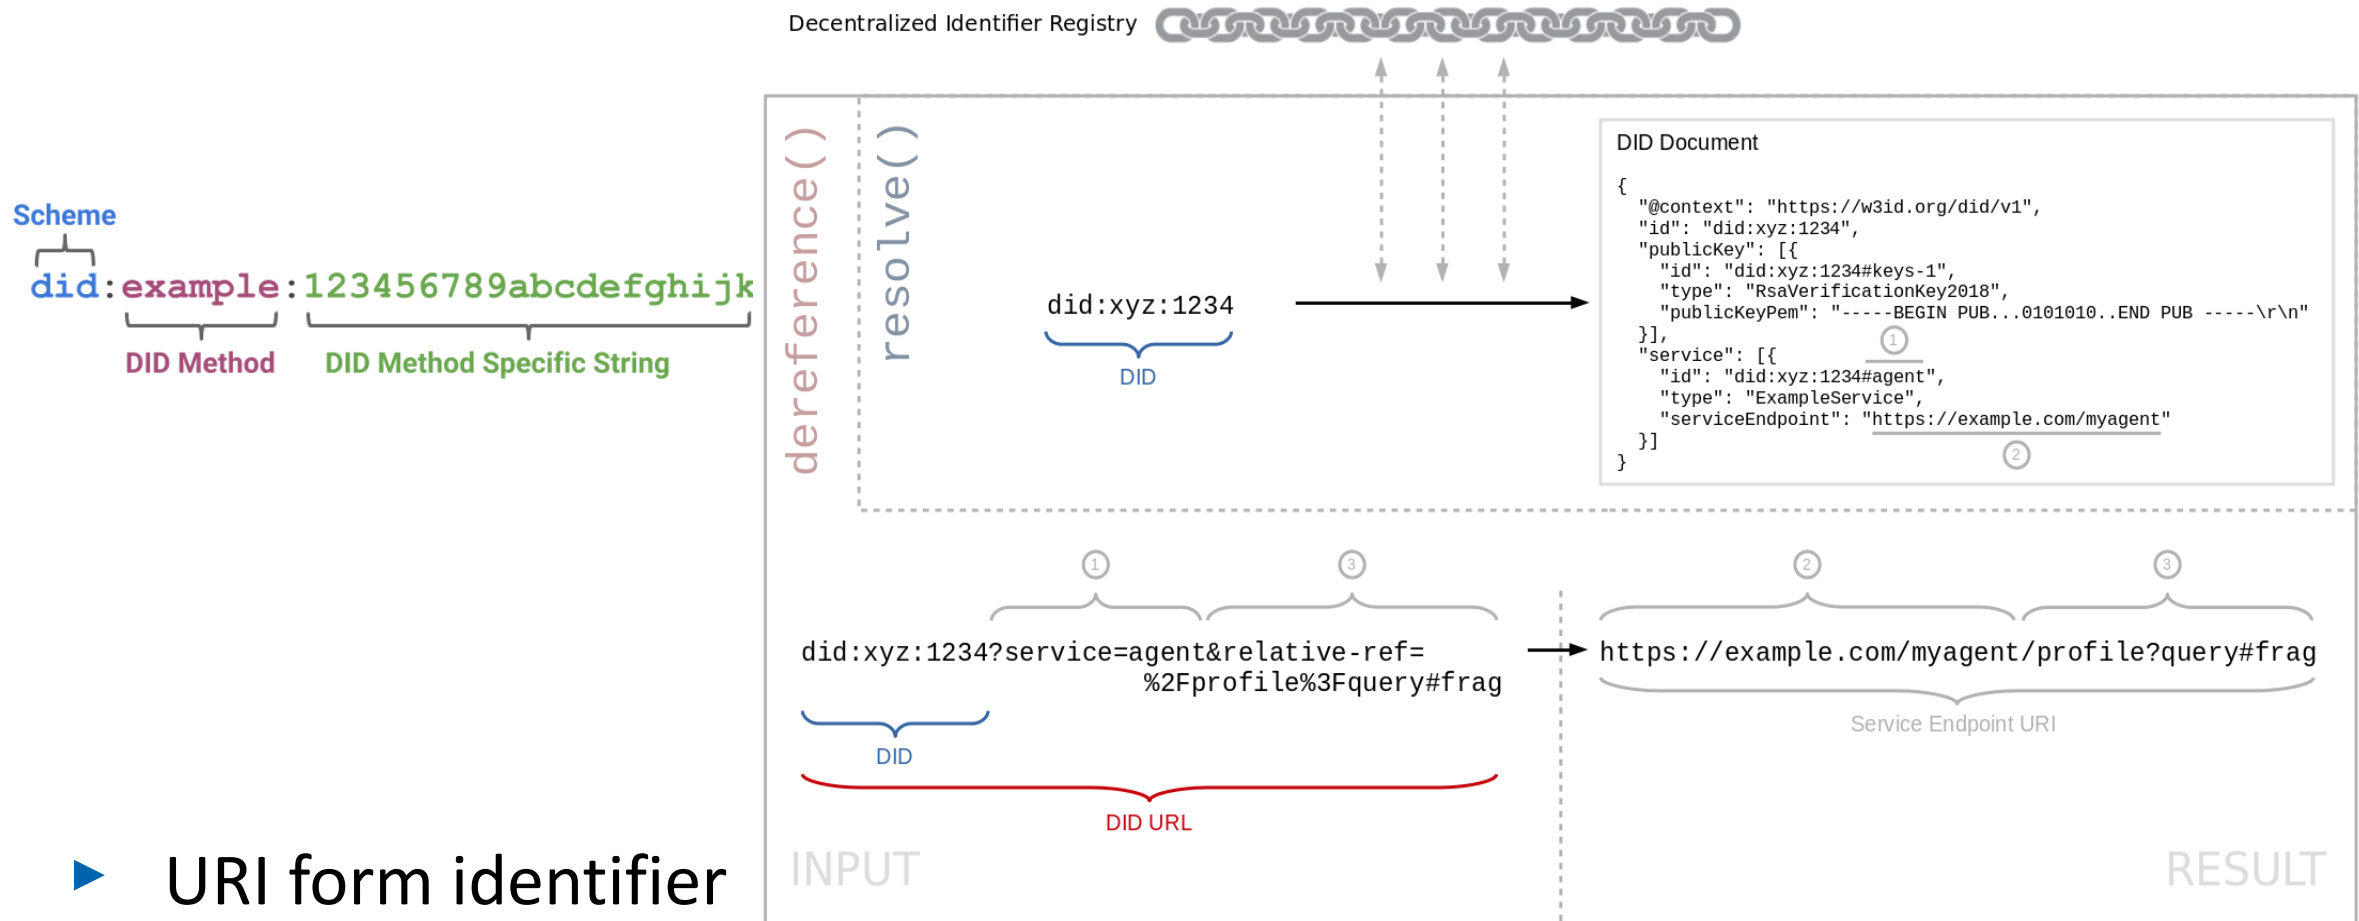 Decentralized Identifier Registry
Scheme
did:example:123456789abcdefghijk
DID Method
DID Method Specific String
dereference()
resolve()
did:xyz:1234
DID
DID Document
{
"@context": "https://w3id.org/did/v1",
"id": "did:xyz:1234",
"publicKey": [{
"id": "did:xyz:1234#keys-1",
"type": "RsaVerificationKey2018",
"publicKeyPem": "-----BEGIN PUB...0101010..END PUB -----\r\n"
}],
1
"service": [{
"id": "did:xyz:1234#agent",
"type": "ExampleService",
"serviceEndpoint": "https://example.com/myagent"
}]
2
}
1
3
2
3
did:xyz:1234?service=agent&relative-ref=
%2Fprofile%3Fquery#frag
https://example.com/myagent/profile?query#frag
DID
DID URL
Service Endpoint URI
INPUT
RESULT
URI form identifier